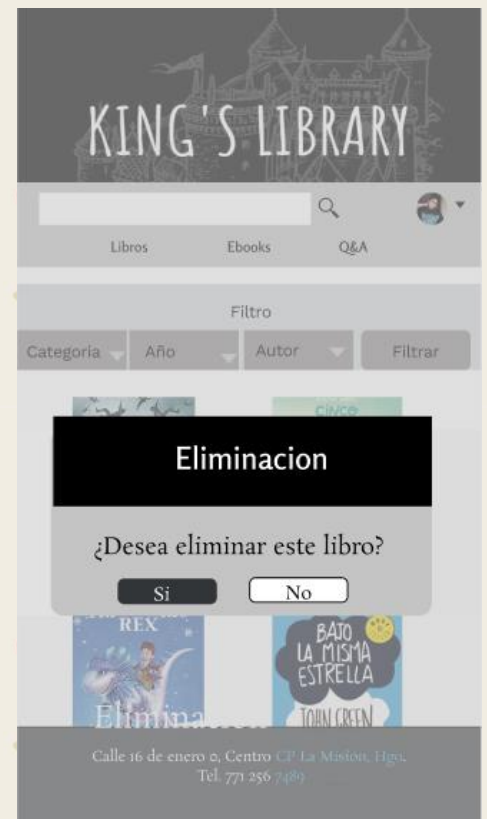 KING'S LIBRARY
Libros Ebooks Q&A
Filtro
Categoria Año Autor Filtrar
CINCO
Eliminacion
¿Desea eliminar este libro?
Si No
REX
BAJO
LA MISMA
ESTRELLA
JOHN GREEN
Eliminacion
Calle 16 de enero 0, Centro CP La Mision, Hgo.
Tel. 771 256 7489